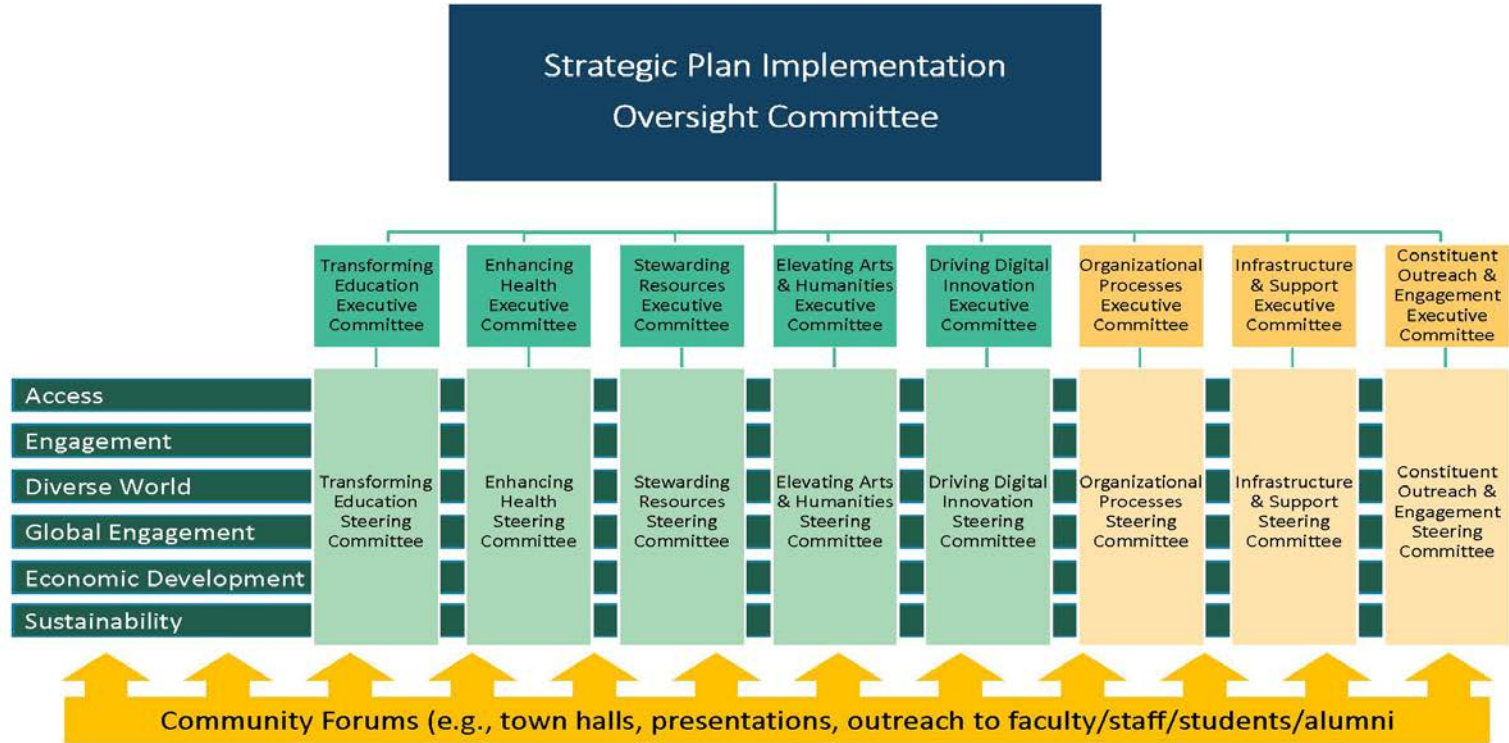 Strategic Plan Implementation
Oversight Committee
Transforming
Education
Executive
Committee
Enhancing
Health
Executive
Committee
Stewarding
Resources
Executive
Committee
Elevating Arts
& Humanities
Executive
Committee
Driving Digital
Innovation
Executive
Committee
Organizational
Processes
Executive
Committee
Infrastructure
& Support
Executive
Committee
Constituent
Outreach &
Engagement
Executive
Committee
Access
Engagement
Diverse World
Global Engagement
Economic Development
Sustainability
Transforming
Education
Steering
Committee
Enhancing
Health
Steering
Committee
Stewarding
Resources
Steering
Committee
Elevating Arts
& Humanities
Steering
Committee
Driving Digital
Innovation
Steering
Committee
Organizational
Processes
Steering
Committee
Infrastructure
& Support
Steering
Committee
Constituent
Outreach &
Engagement
Steering
Committee
Community Forums (e.g., town halls, presentations, outreach to faculty/staff/students/alumni